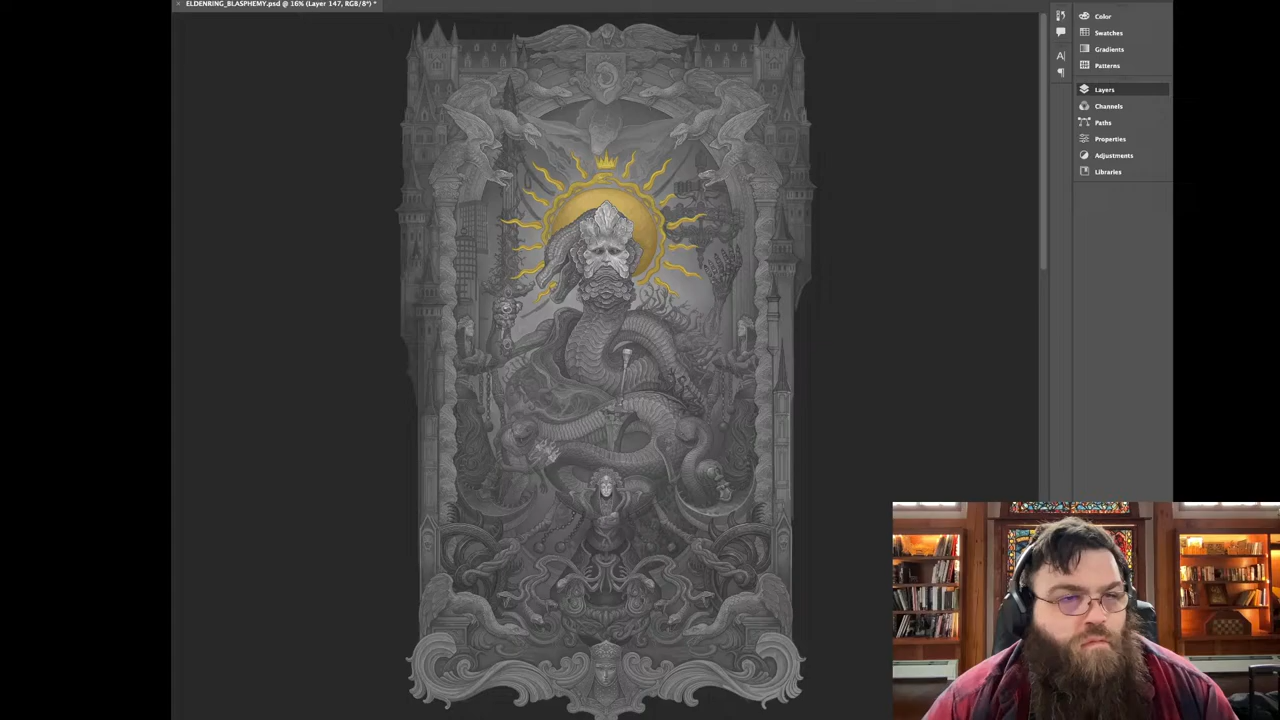 ELDENRING_BLASPHEMY.psd @ 16% (Layer 147, RGB/8*) *
Color
Swatches
Gradients
Patterns
Layers
Channels
Paths
Properties
Adjustments
Libraries